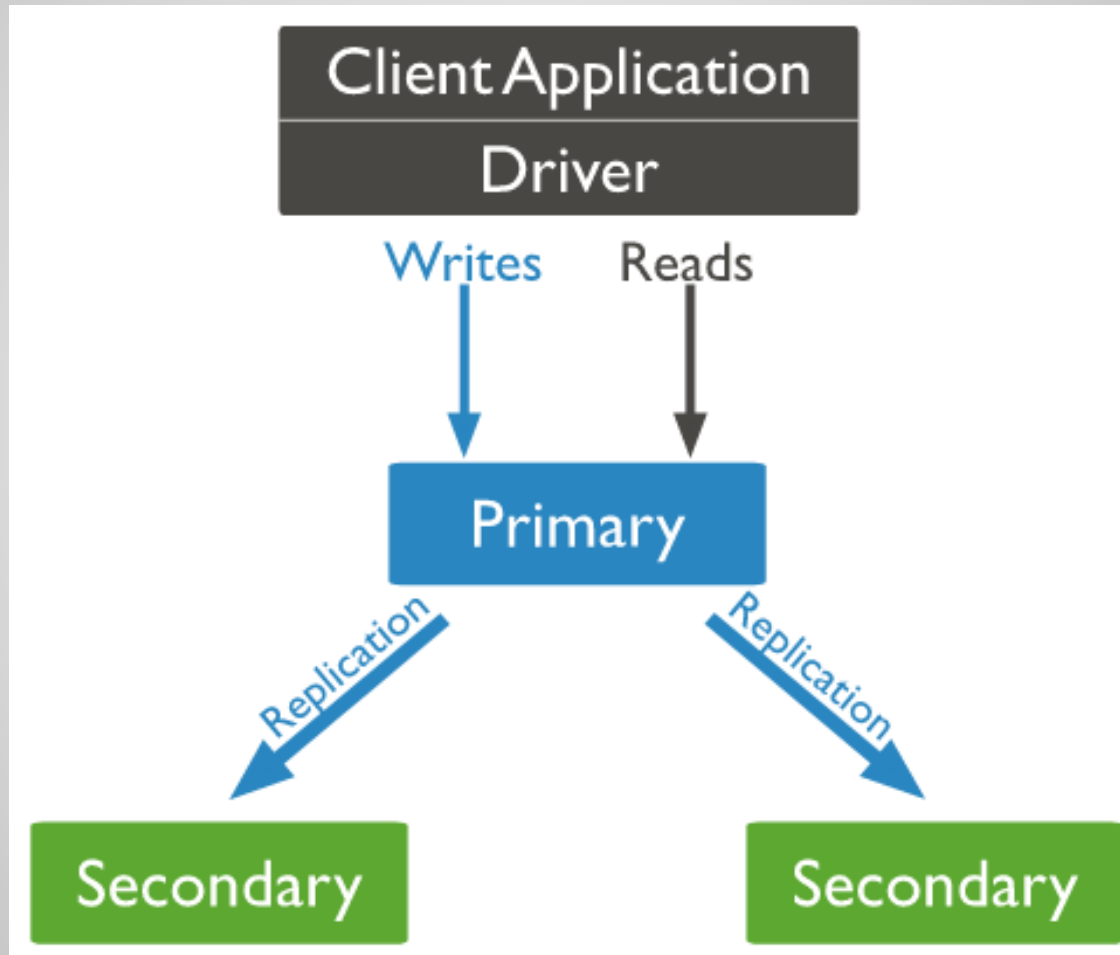 Client Application
Driver
Writes
Reads
Primary
Replication
Replication
Secondary
Secondary